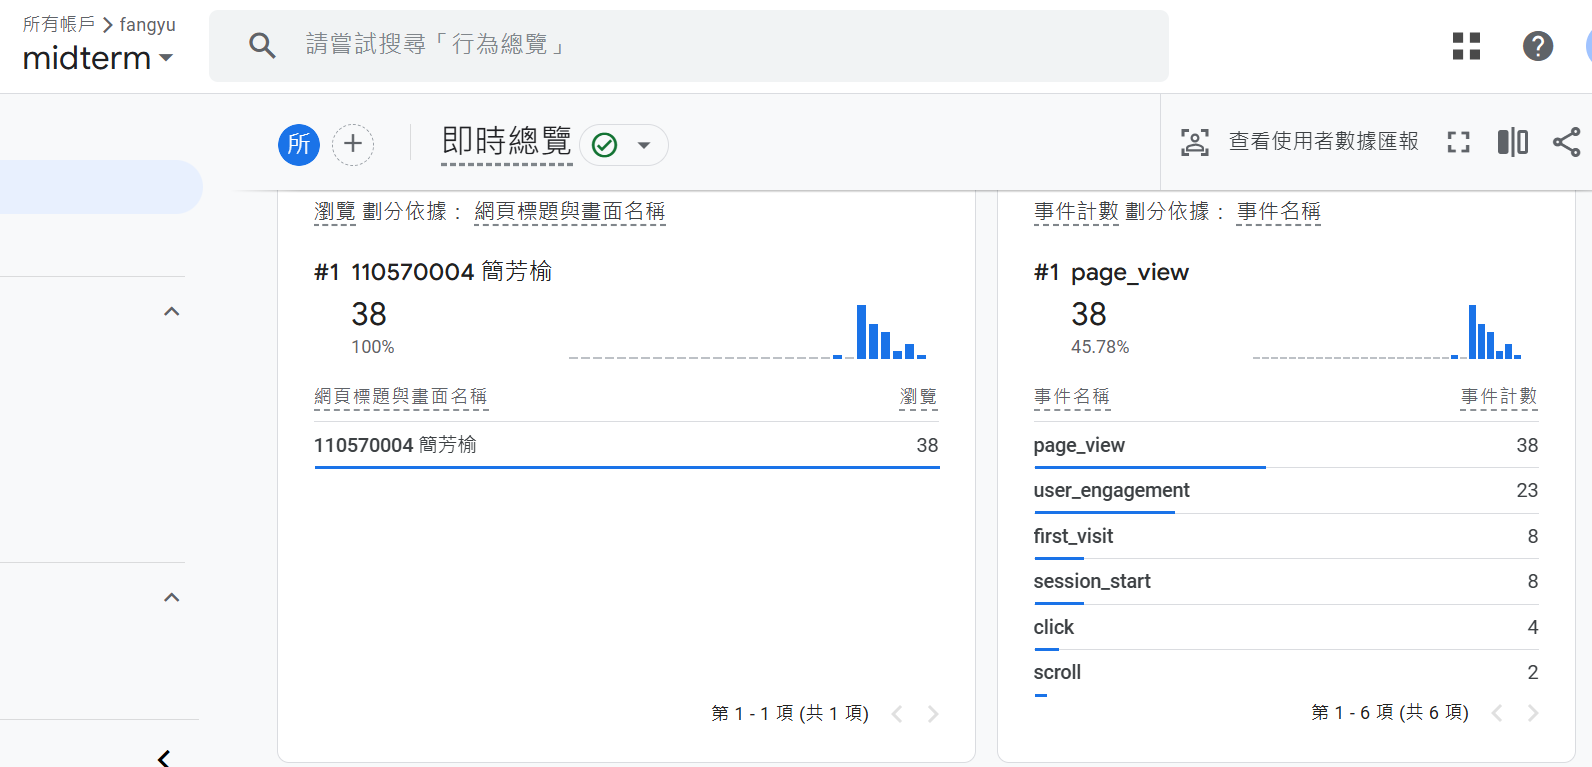 所有帳戶 > fangyu
midterm
請嘗試搜尋「行為總覽」
所
即時總覽
查看使用者數據匯報
瀏覽 劃分依據： 網頁標題與畫面名稱
#1 110570004 簡芳榆
38
100%
網頁標題與畫面名稱 瀏覽
110570004 簡芳榆 38
第 1 - 1 項 (共 1 項)
事件計數 劃分依據： 事件名稱
#1 page_view
38
45.78%
事件名稱 事件計數
page_view 38
user_engagement 23
first_visit 8
session_start 8
click 4
scroll 2
第 1 - 6 項 (共 6 項)